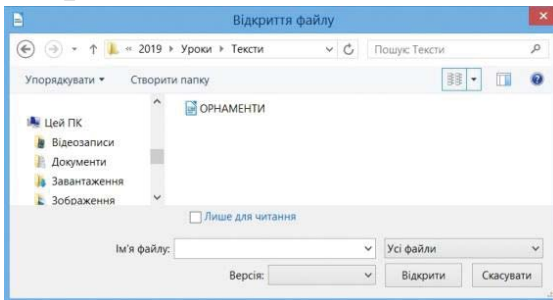 Відкриття файлу
« 2019 ▸ Уроки ▸ Тексти
Пошук: Тексти
Упорядкувати ▾ Створити папку
ОРНАМЕНТИ
Цей ПК
Відеозаписи
Документи
Завантаження
Зображення
Лише для читання
Ім'я файлу: Усі файли
Версія: Відкрити Скасувати